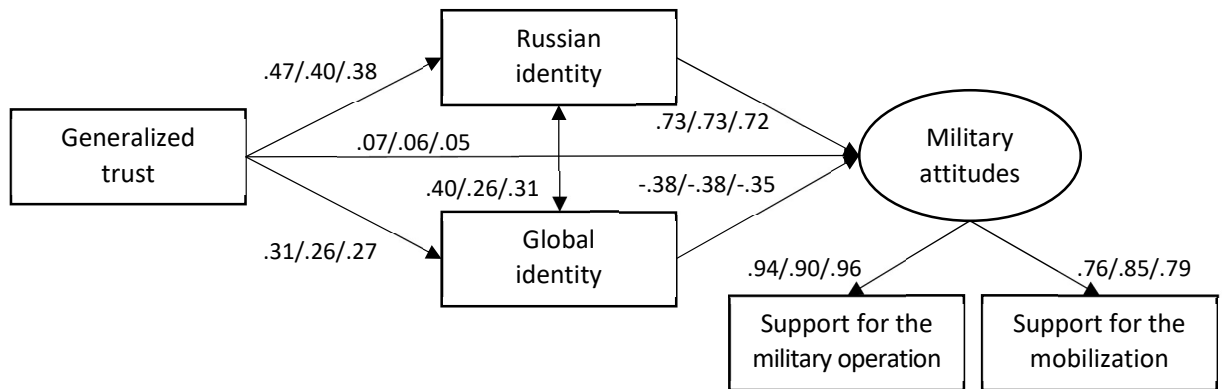 Russian
identity
.47/.40/.38
Generalized
trust
.07/.06/.05
.73/.73/.72
Military
attitudes
.40/.26/.31
-.38/-.38/-.35
.31/.26/.27
Global
identity
.94/.90/.96
.76/.85/.79
Support for the
military operation
Support for the
mobilization